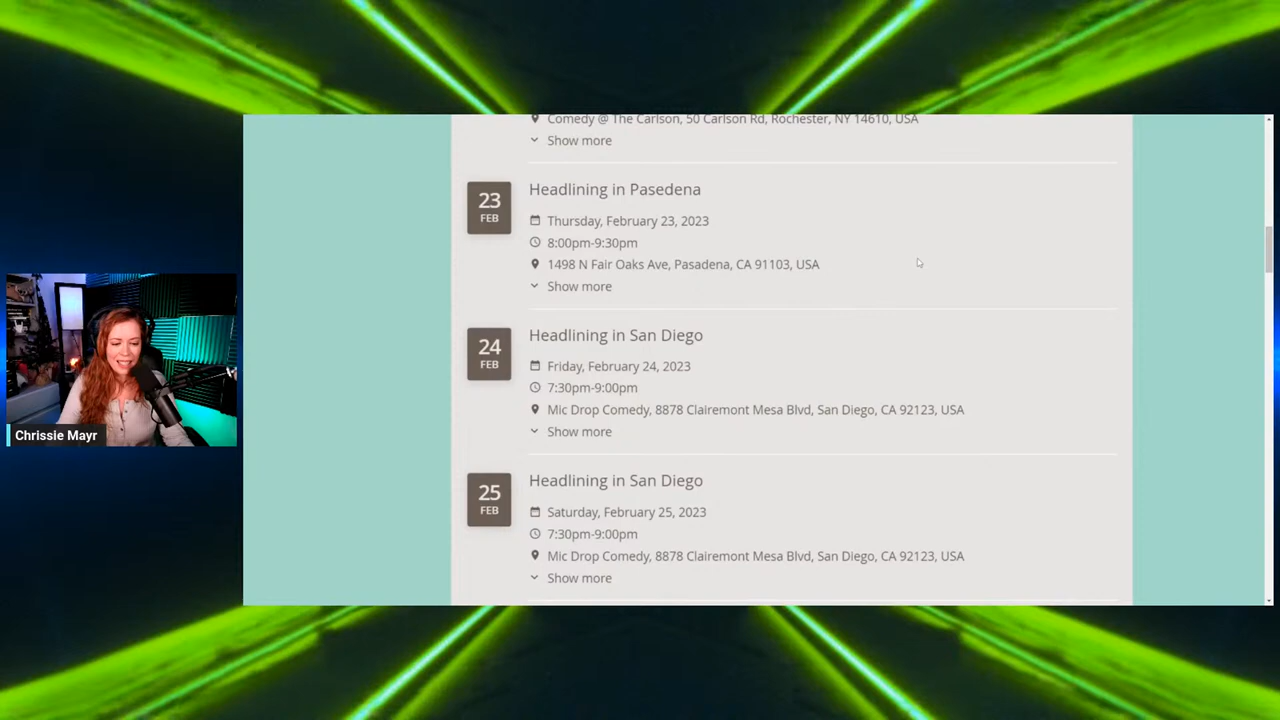 Comedy @ The Carlson, 50 Carlson Rd, Rochester, NY 14610, USA
Show more
23
FEB
Headlining in Pasedena
Thursday, February 23, 2023
8:00pm-9:30pm
1498 N Fair Oaks Ave, Pasadena, CA 91103, USA
Show more
24
FEB
Headlining in San Diego
Friday, February 24, 2023
7:30pm-9:00pm
Mic Drop Comedy, 8878 Clairemont Mesa Blvd, San Diego, CA 92123, USA
Show more
25
FEB
Headlining in San Diego
Saturday, February 25, 2023
7:30pm-9:00pm
Mic Drop Comedy, 8878 Clairemont Mesa Blvd, San Diego, CA 92123, USA
Show more
Chrissie Mayr